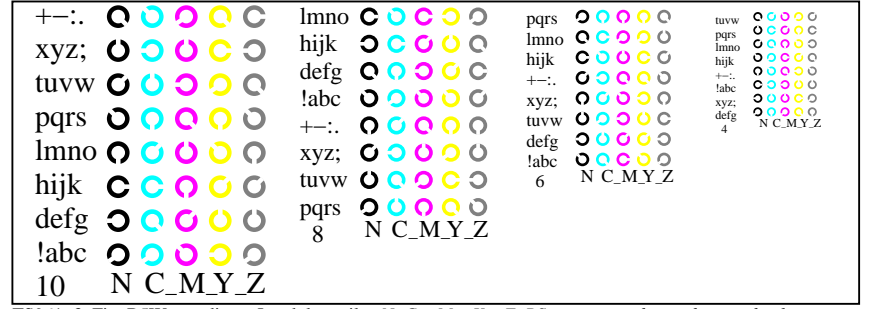 +−:.
xyz;
tuvw
pqrs
lmno
hijk
defg
!abc
10 N C_M_Y_Z
lmno
hijk
defg
!abc
+−:.
xyz;
tuvw
pqrs
8 N C_M_Y_Z
pqrs
lmno
hijk
+−:.
xyz;
tuvw
defg
!abc
6 N C_M_Y_Z
tuvw
pqrs
lmno
hijk
+−:.
!abc
xyz;
defg
4 N C_M_Y_Z